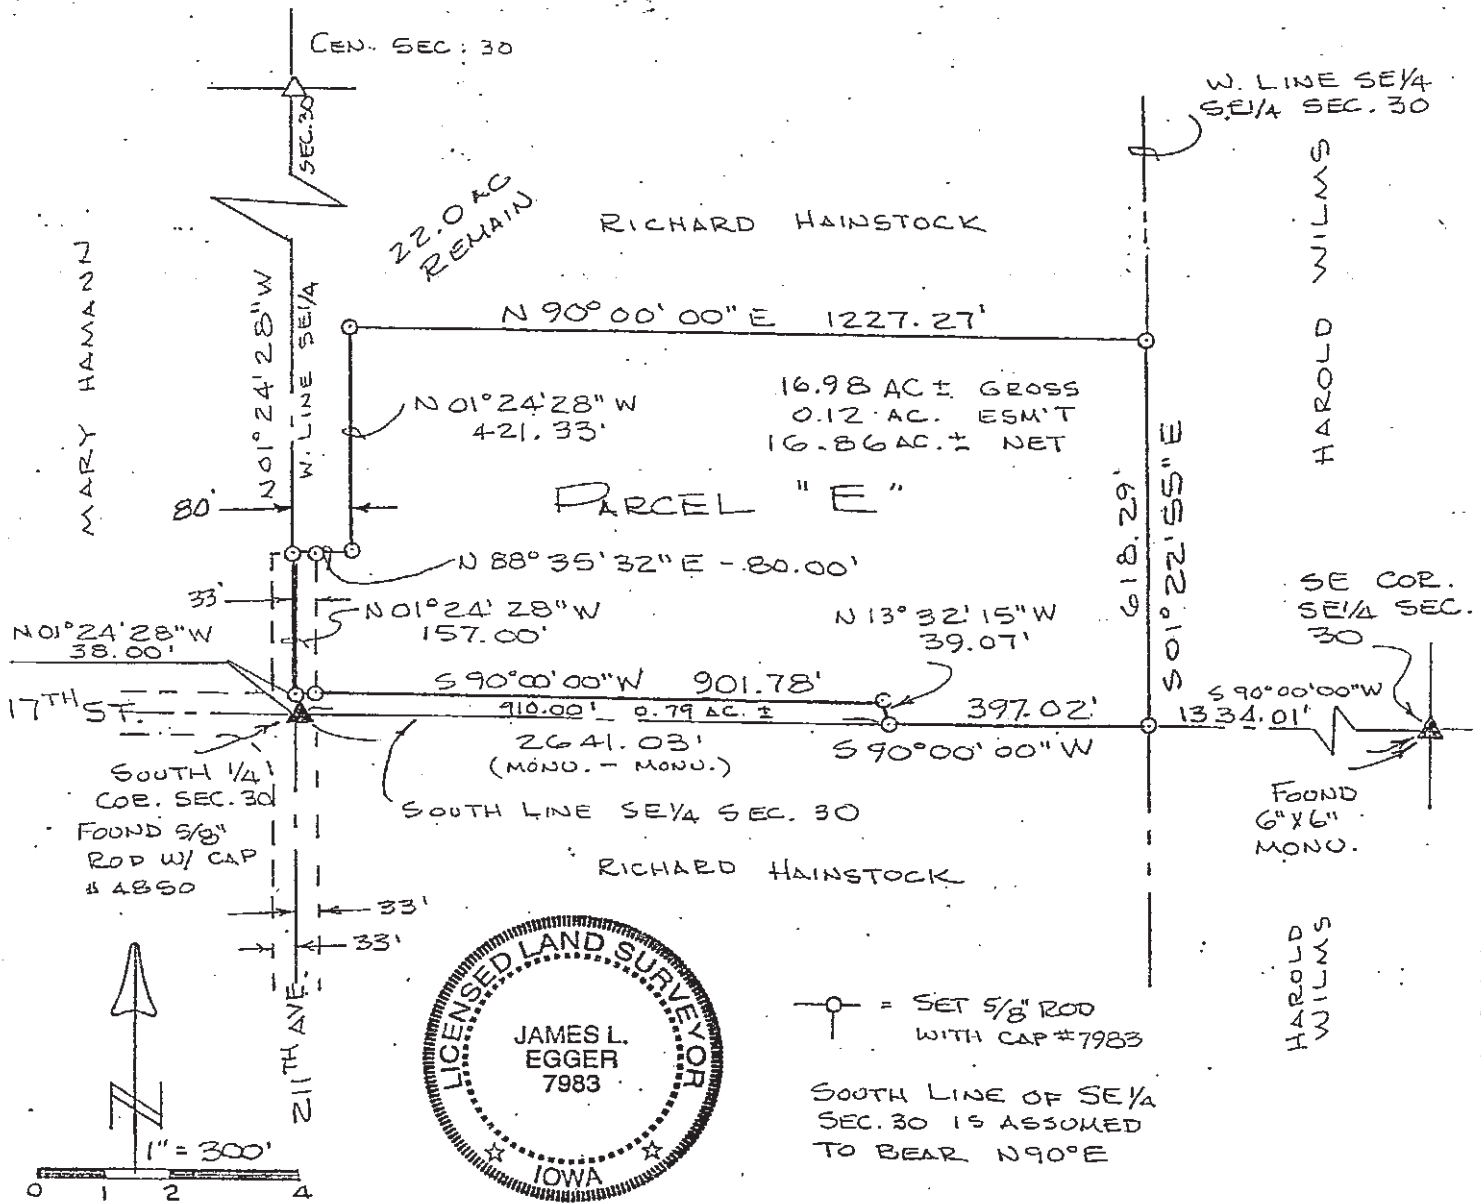 CEN. SEC. 30
SEC. 30
W. LINE SE1/4
SE1/4 SEC. 30
22.0 AC
REMAIN
RICHARD HAINSTOCK
MARY HAMANN
HAROLD WILMS
N 01°24'28" W
W. LINE SE1/4
N 90°00'00" E 1227.27'
N 01°24'28" W
421.33'
16.98 AC ± GROSS
0.12 AC. ESM'T
16.86 AC. ± NET
80'
PARCEL "E"
618.29'
S 01°22'55" E
N 88°35'32" E - 80.00'
33'
N 01°24'28" W
157.00'
N 13°32'15" W
39.07'
SE COR.
SE1/4 SEC.
30
N 01°24'28" W
38.00'
S 90°00'00" W 901.78'
S 90°00'00" W
1334.01'
17TH ST.
910.00' 0.79 AC. ±
397.02'
2641.03'
(MONU. - MONU.)
S 90°00'00" W
SOUTH 1/4
COR. SEC. 30
FOUND 5/8"
ROD W/ CAP
# 4850
SOUTH LINE SE1/4 SEC. 30
FOUND
6" X 6"
MONU.
RICHARD HAINSTOCK
33'
33'
211TH AVE.
HAROLD
WILMS
LICENSED LAND SURVEYOR
JAMES L.
EGGER
7983
IOWA
= SET 5/8" ROD
WITH CAP #7983
SOUTH LINE OF SE1/4
SEC. 30 IS ASSUMED
TO BEAR N90°E
N
1" = 300'
0 1 2 4